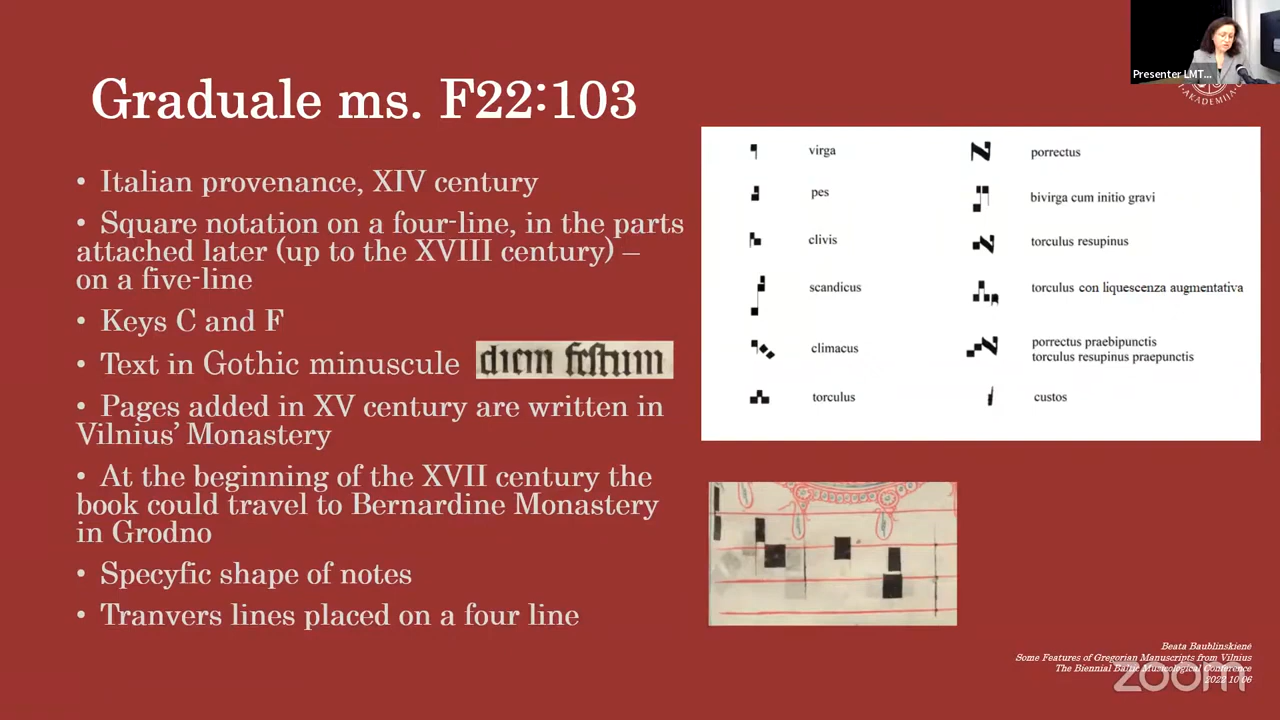 Graduale ms. F22:103
• Italian provenance, XIV century
• Square notation on a four-line, in the parts
attached later (up to the XVIII century) –
on a five-line
• Keys C and F
• Text in Gothic minuscule
diem festum
• Pages added in XV century are written in
Vilnius’ Monastery
• At the beginning of the XVII century the
book could travel to Bernardine Monastery
in Grodno
• Specyfic shape of notes
• Tranvers lines placed on a four line
Presenter LMT...
AKADEMIJA
virga
pes
clivis
scandicus
climacus
torculus
porrectus
bivirga cum initio gravi
torculus resupinus
torculus con liquescenza augmentativa
porrectus praebipunctis
torculus resupinus praepunctis
custos
Beata Baublinskienė
Some Features of Gregorian Manuscripts from Vilnius
The Biennial Baltic Musicological Conference
2022 10 06
zoom